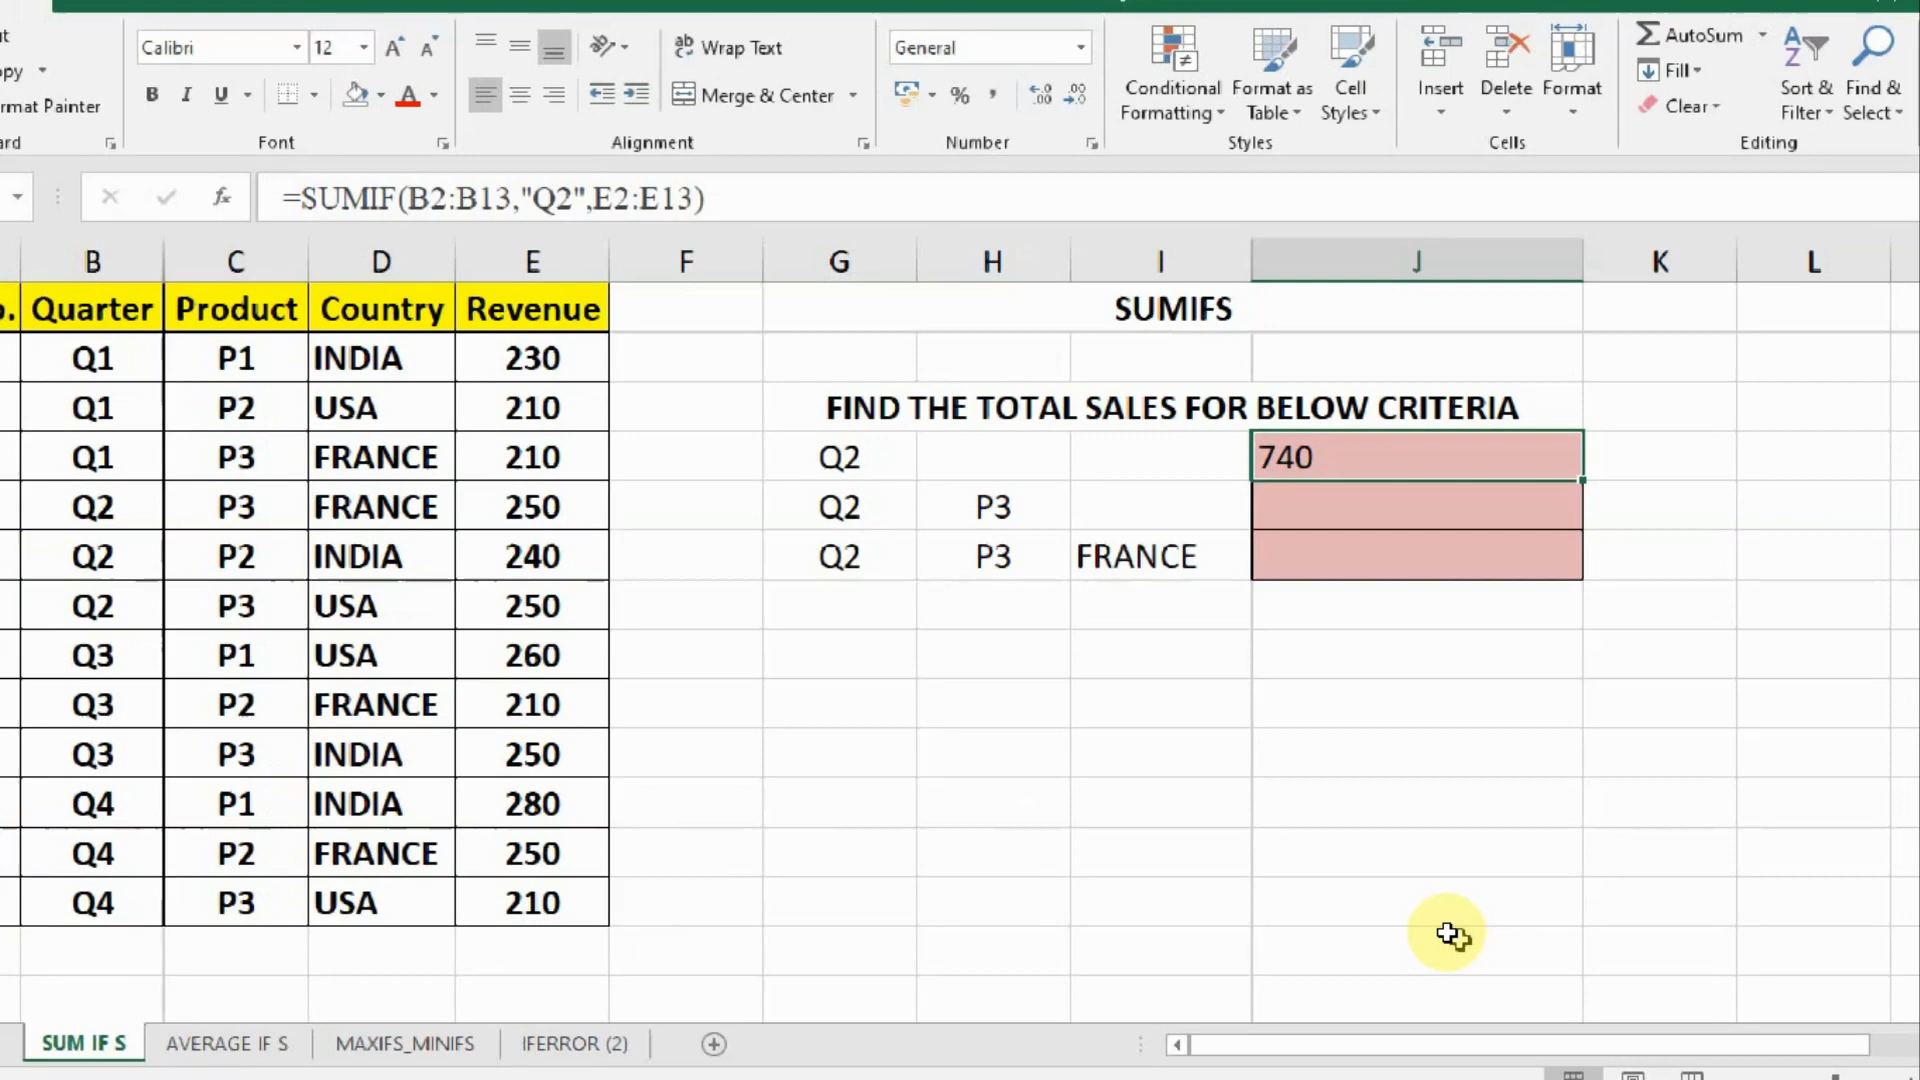 Calibri 12 Wrap Text General AutoSum
opy Fill
rmat Painter B I U Merge & Center % Conditional Formatting Format as Table Cell Styles Insert Delete Format Clear Sort & Filter Find & Select
ard Font Alignment Number Styles Cells Editing
fx =SUMIF(B2:B13,"Q2",E2:E13)
B C D E F G H I J K L
o. Quarter Product Country Revenue SUMIFS
Q1 P1 INDIA 230
Q1 P2 USA 210 FIND THE TOTAL SALES FOR BELOW CRITERIA
Q1 P3 FRANCE 210 Q2 740
Q2 P3 FRANCE 250 Q2 P3
Q2 P2 INDIA 240 Q2 P3 FRANCE
Q2 P3 USA 250
Q3 P1 USA 260
Q3 P2 FRANCE 210
Q3 P3 INDIA 250
Q4 P1 INDIA 280
Q4 P2 FRANCE 250
Q4 P3 USA 210
SUM IF S AVERAGE IF S MAXIFS_MINIFS IFERROR (2)